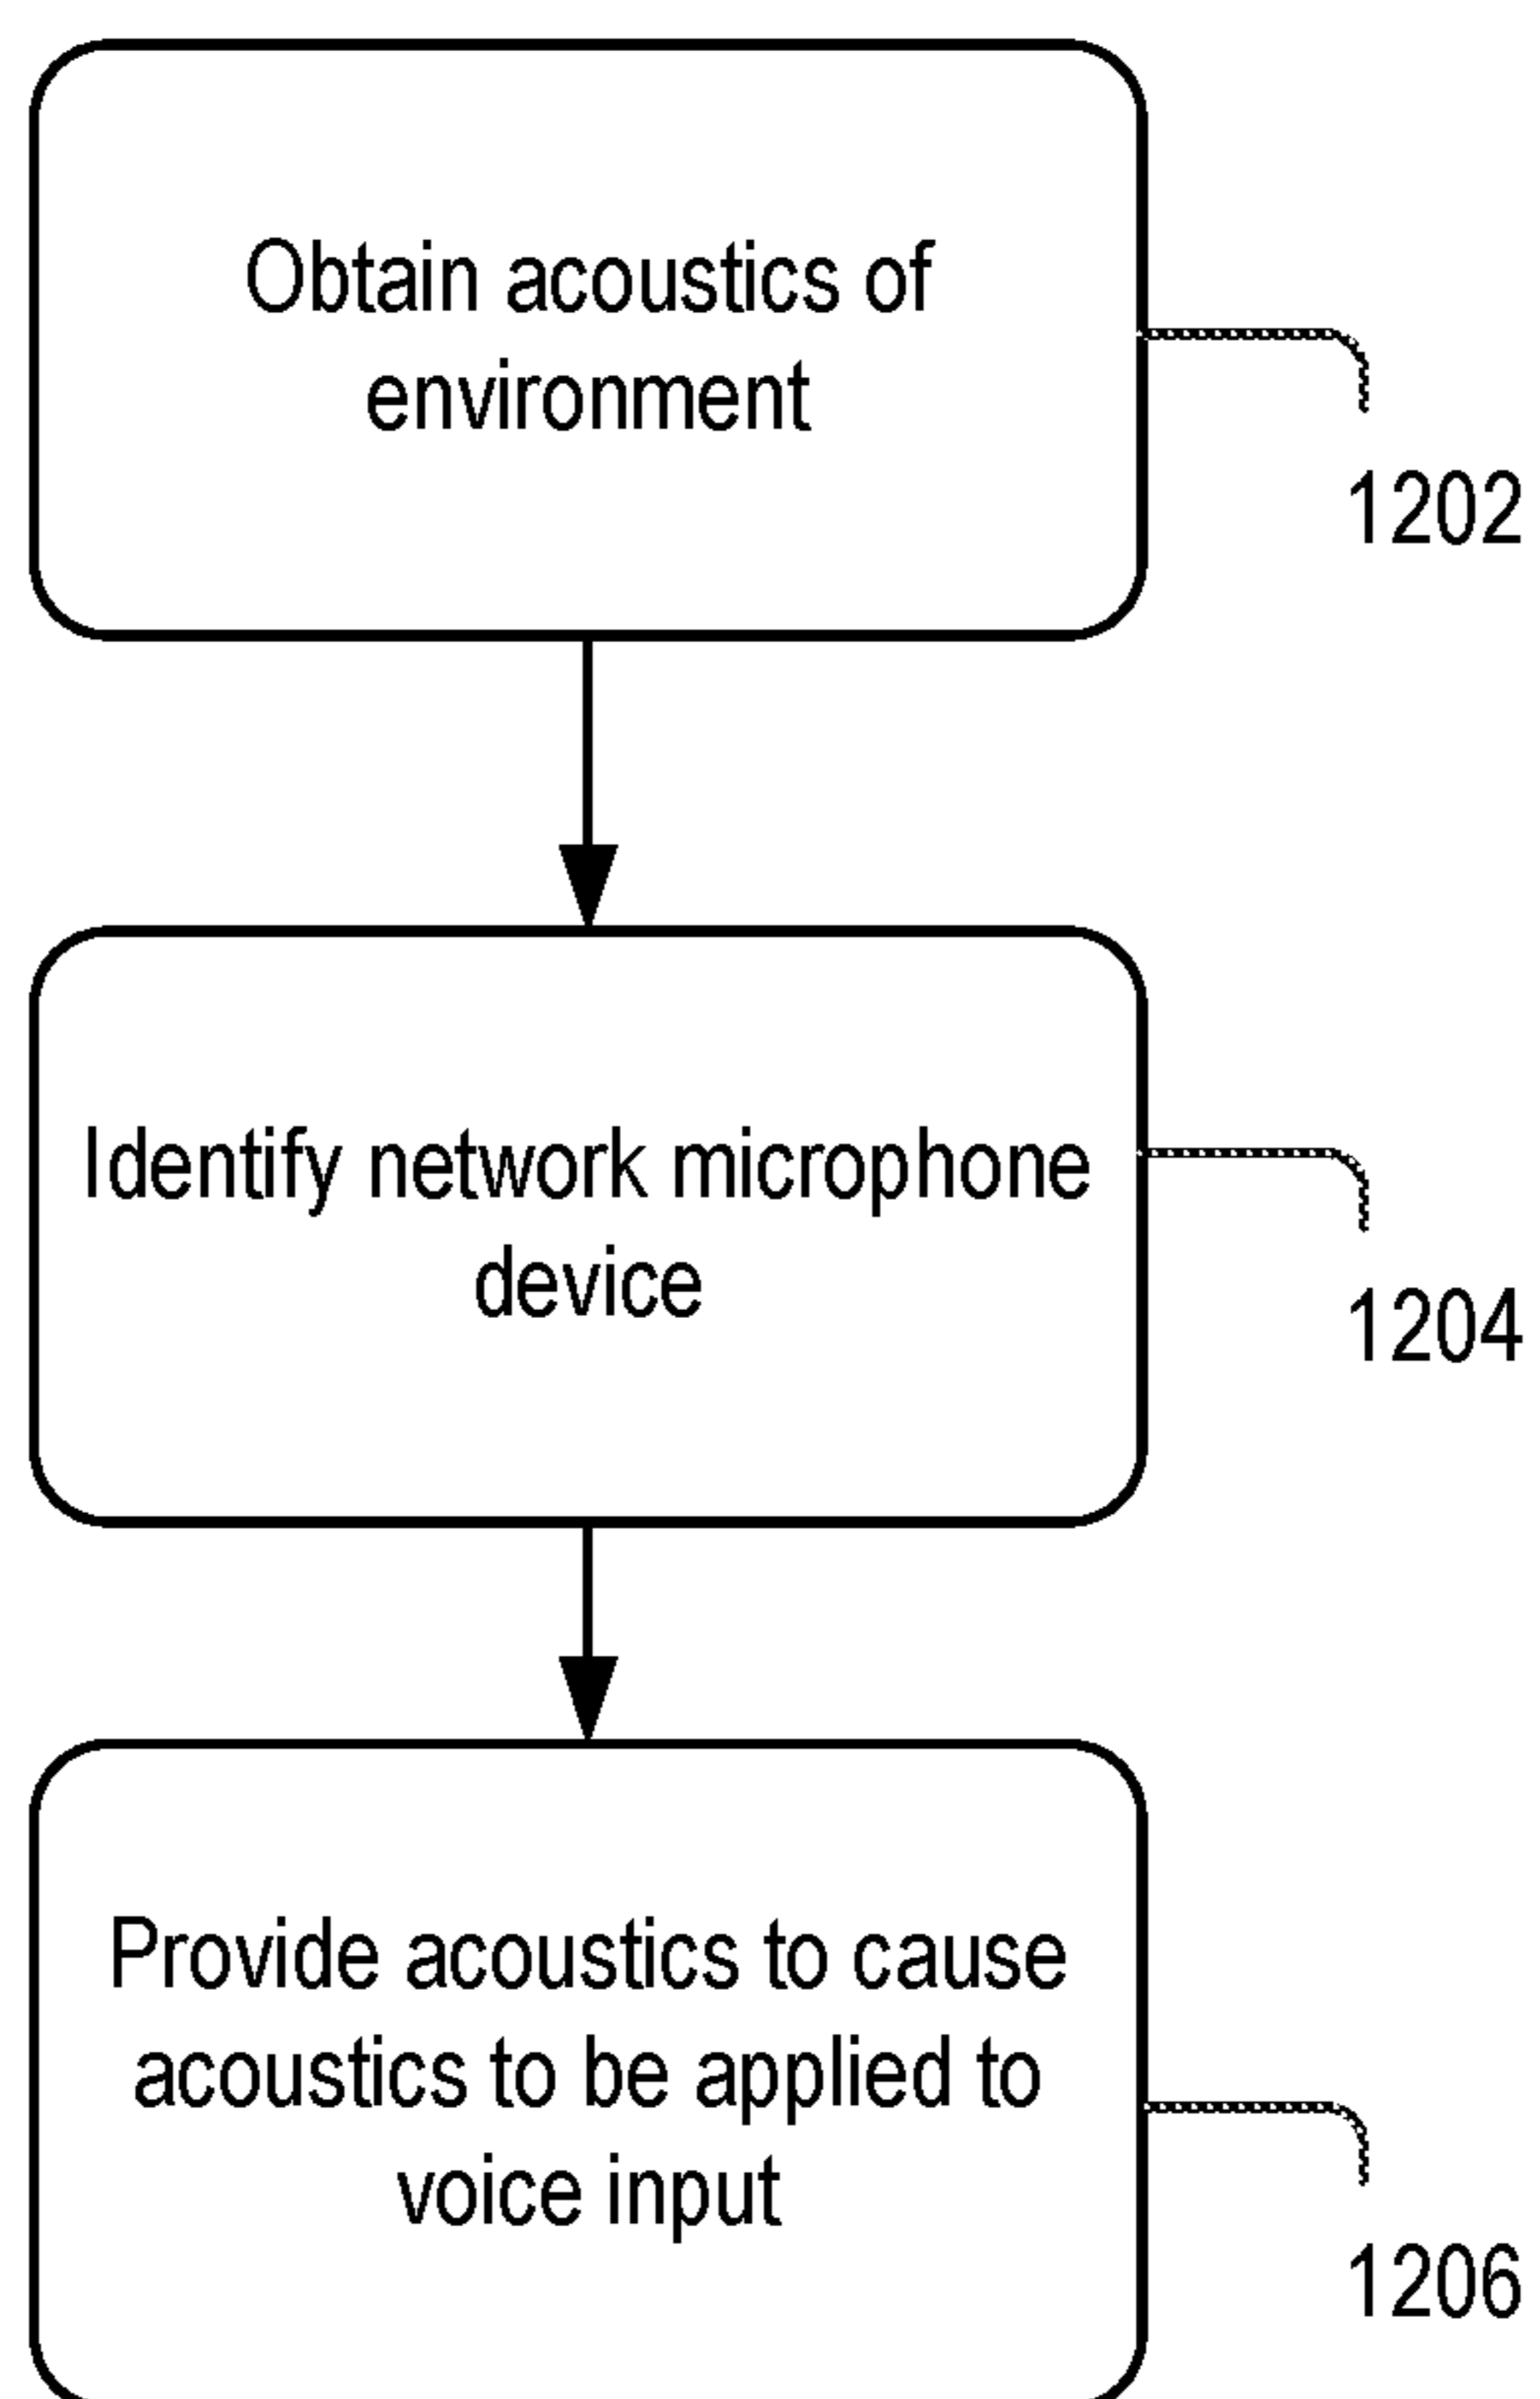 Obtain acoustics of
environment
1202
Identify network microphone
device
1204
Provide acoustics to cause
acoustics to be applied to
voice input
1206